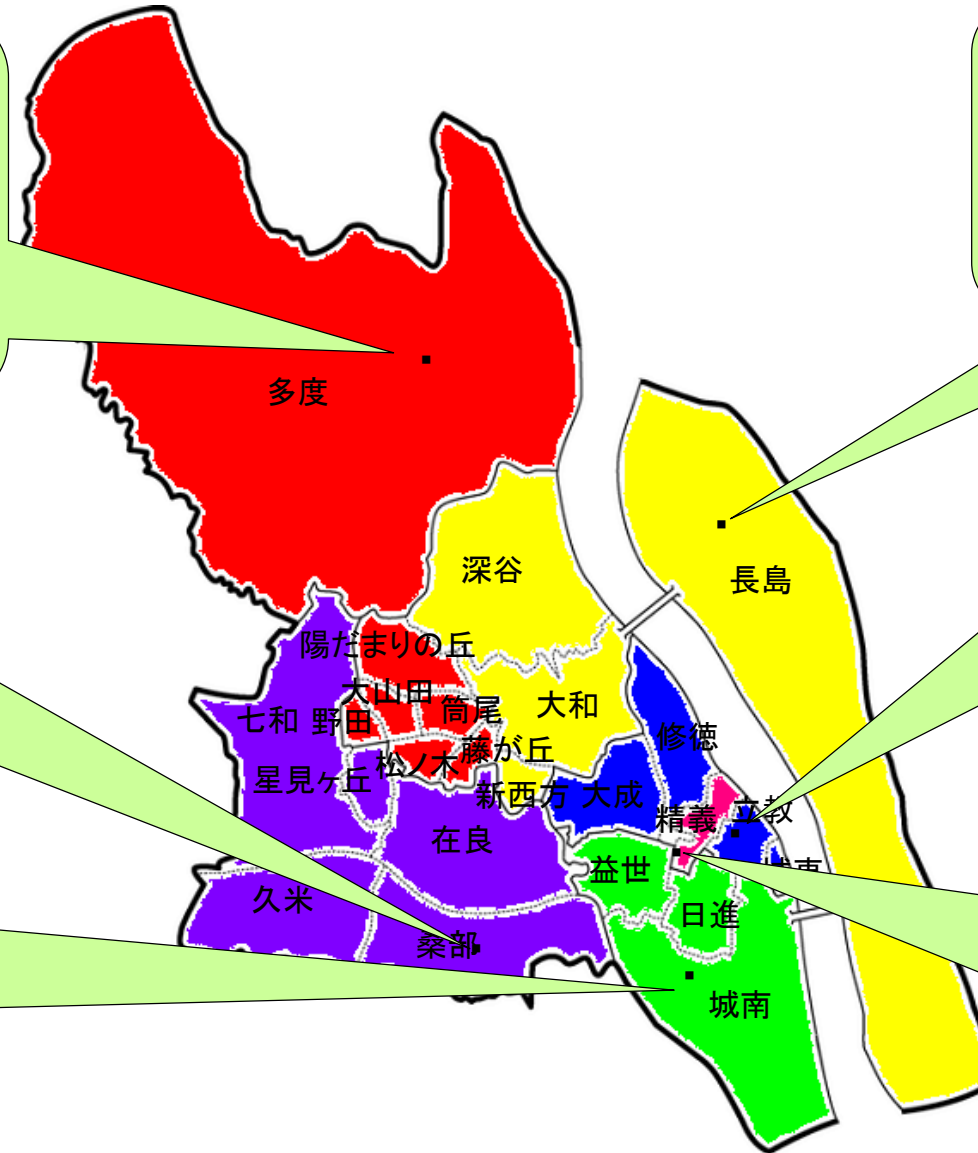 多度
深谷
長島
陽だまりの丘
大山田
七和 野田
筒尾
大和
修徳
藤が丘
松ノ木
星見ヶ丘
新西方 大成
精義
立教
在良
益世
城東
久米
日進
桑部
城南